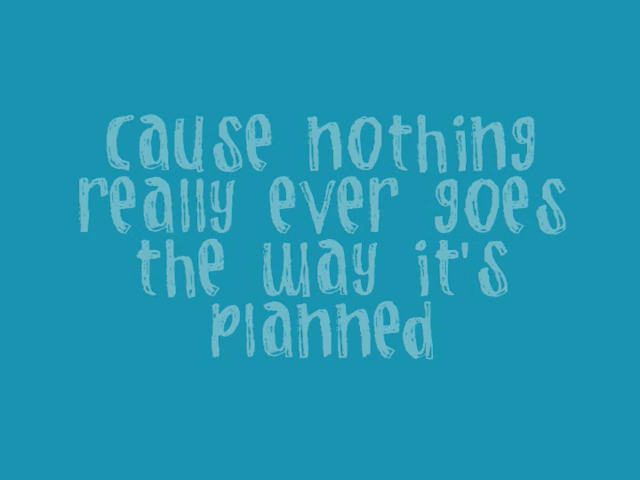 cause nothing
really ever goes
the way it's
planned